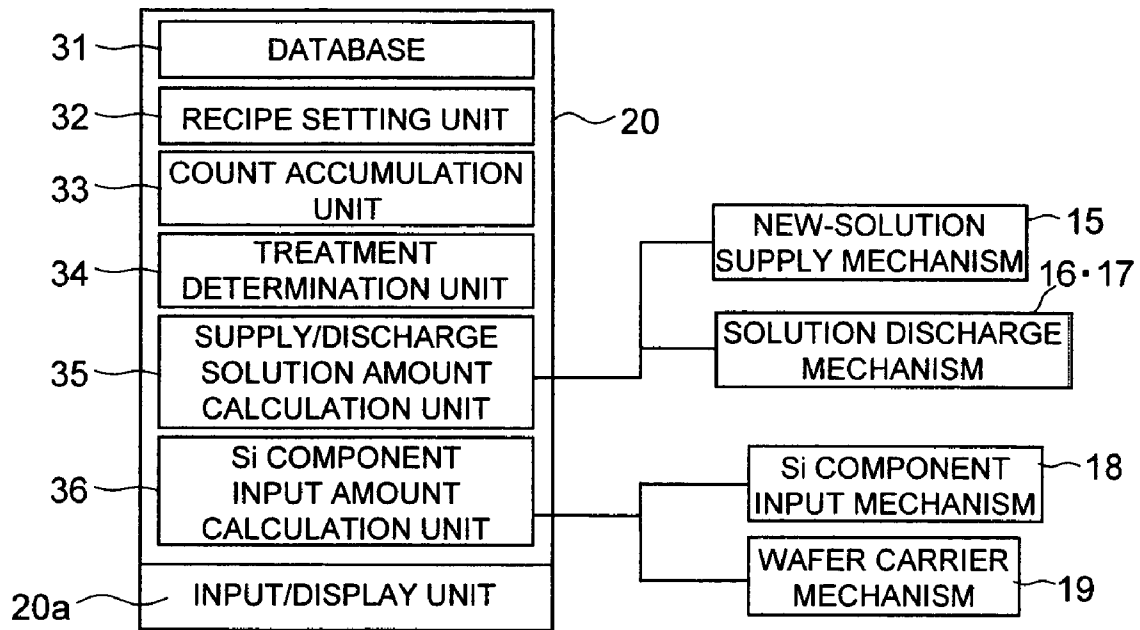 31
DATABASE
32
RECIPE SETTING UNIT
20
33
COUNT ACCUMULATION
UNIT
34
TREATMENT
DETERMINATION UNIT
35
SUPPLY/DISCHARGE
SOLUTION AMOUNT
CALCULATION UNIT
36
Si COMPONENT
INPUT AMOUNT
CALCULATION UNIT
20a
INPUT/DISPLAY UNIT
NEW-SOLUTION
SUPPLY MECHANISM
15
16・17
SOLUTION DISCHARGE
MECHANISM
Si COMPONENT
INPUT MECHANISM
18
WAFER CARRIER
MECHANISM
19